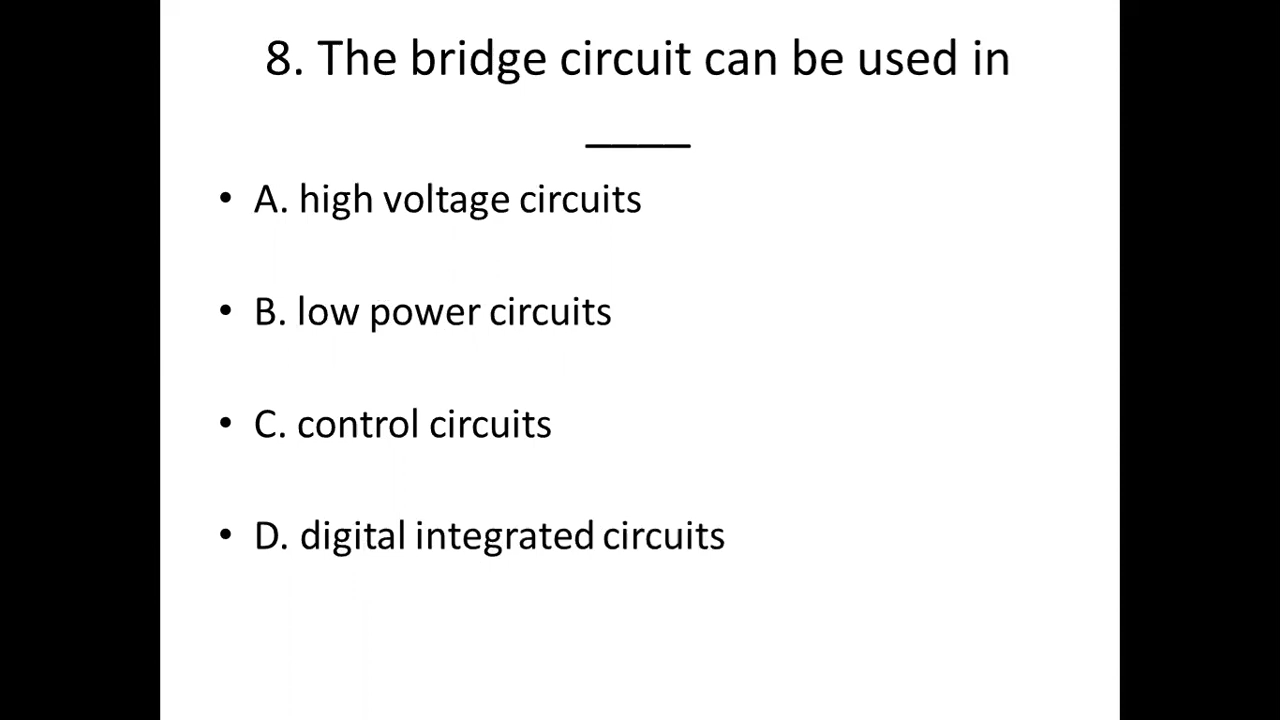 8. The bridge circuit can be used in
____
• A. high voltage circuits
• B. low power circuits
• C. control circuits
• D. digital integrated circuits